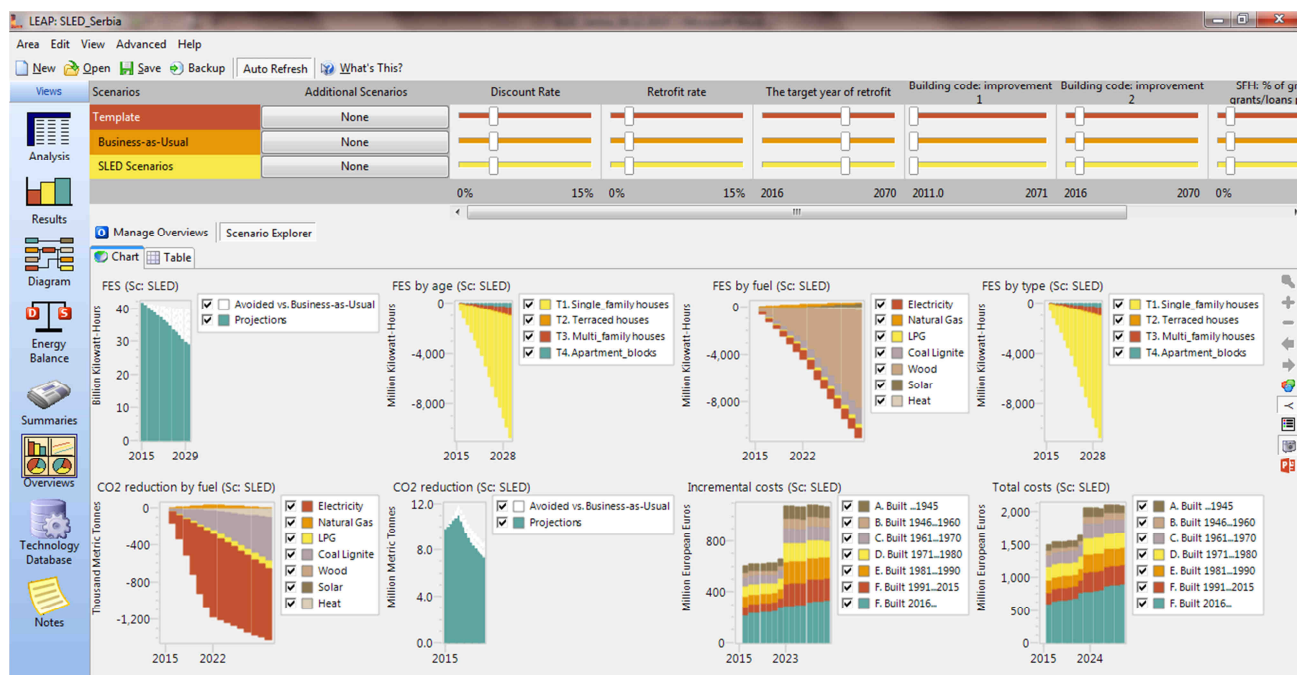 LEAP: SLED_Serbia
Area Edit View Advanced Help
New Open Save Backup Auto Refresh What's This?
Views Scenarios Additional Scenarios Discount Rate Retrofit rate The target year of retrofit Building code: improvement 1 Building code: improvement 2 SFH: % of gr grants/loans p
Template None
Business-as-Usual None
SLED Scenarios None
0% 15% 0% 15% 2016 2070 2011.0 2071 2016 2070 0%
Analysis
Results
Diagram
Energy Balance
Summaries
Overviews
Technology Database
Notes
Manage Overviews Scenario Explorer
Chart Table
FES (Sc: SLED)
Billion Kilowatt-Hours
40
30
20
10
0
2015 2029
Avoided vs. Business-as-Usual
Projections
FES by age (Sc: SLED)
Million Kilowatt-Hours
0
-4,000
-8,000
2015 2028
T1. Single_family houses
T2. Terraced houses
T3. Multi_family houses
T4. Apartment_blocks
FES by fuel (Sc: SLED)
Million Kilowatt-Hours
0
-4,000
-8,000
2015 2022
Electricity
Natural Gas
LPG
Coal Lignite
Wood
Solar
Heat
FES by type (Sc: SLED)
Million Kilowatt-Hours
0
-4,000
-8,000
2015 2028
T1. Single_family houses
T2. Terraced houses
T3. Multi_family houses
T4. Apartment_blocks
CO2 reduction by fuel (Sc: SLED)
Thousand Metric Tonnes
0
-400
-800
-1,200
2015 2022
Electricity
Natural Gas
LPG
Coal Lignite
Wood
Solar
Heat
CO2 reduction (Sc: SLED)
Million Metric Tonnes
12.0
8.0
4.0
0.0
2015
Avoided vs. Business-as-Usual
Projections
Incremental costs (Sc: SLED)
Million European Euros
800
400
0
2015 2023
A. Built ...1945
B. Built 1946...1960
C. Built 1961...1970
D. Built 1971...1980
E. Built 1981...1990
F. Built 1991...2015
F. Built 2016...
Total costs (Sc: SLED)
Million European Euros
2,000
1,500
1,000
500
0
2015 2024
A. Built ...1945
B. Built 1946...1960
C. Built 1961...1970
D. Built 1971...1980
E. Built 1981...1990
F. Built 1991...2015
F. Built 2016...